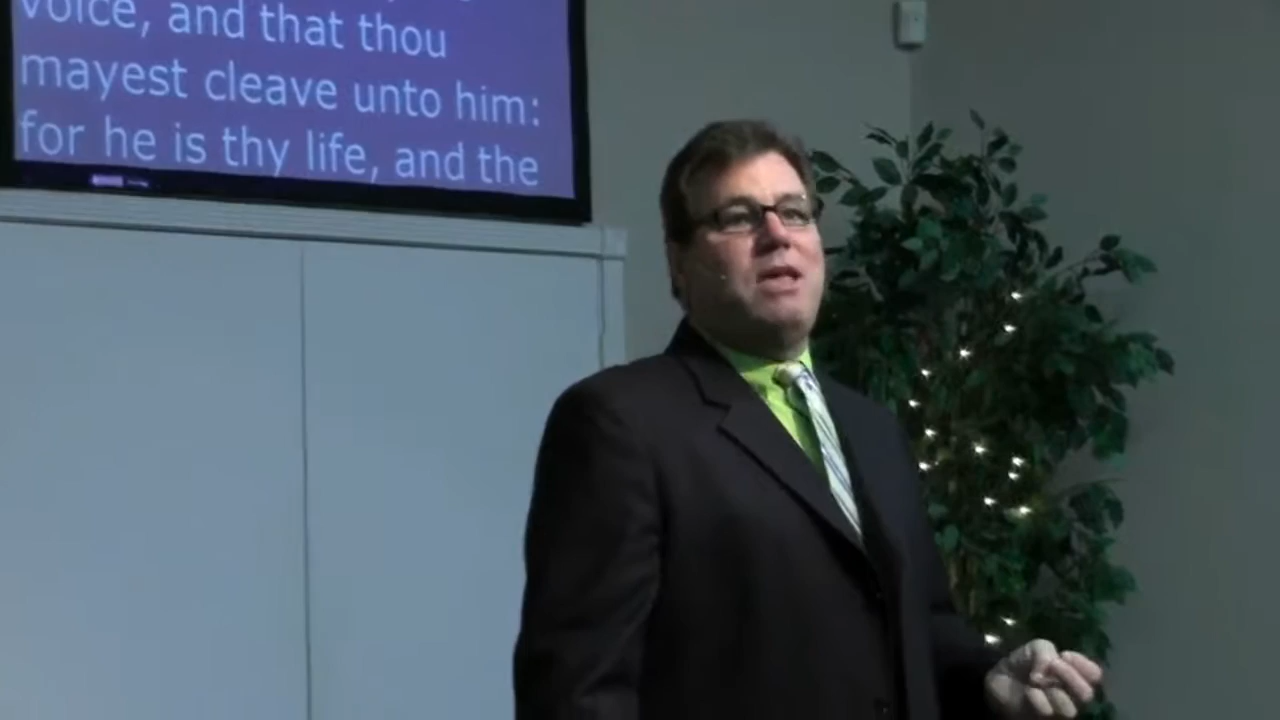 voice, and that thou
mayest cleave unto him:
for he is thy life, and the